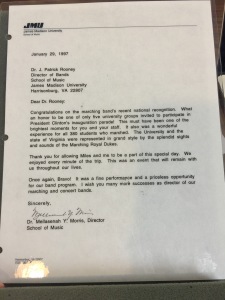 JMU
James Madison University
January 29, 1997
Dr. J. Patrick Rooney
Director of Bands
School of Music
James Madison University
Harrisonburg, VA 22807
Dear Dr. Rooney:
Congratulations on the marching band's recent national recognition. What
an honor to be one of only five university groups invited to participate in
President Clinton's inauguration parade! This must have been one of the
brightest moments for you and your staff. It also was a wonderful
experience for all 380 students who marched. The University and the
state of Virginia were represented in grand style by the splendid sights
and sounds of the Marching Royal Dukes.
Thank you for allowing Miles and me to be a part of this special day. We
enjoyed every minute of the trip. This was an event that will remain with
us throughout our lives.
Once again, Bravo! It was a fine performance and a priceless opportunity
for our band program. I wish you many more successes as director of our
marching and concert bands.
Sincerely,
Dr. Mellasenah Y. Morris, Director
School of Music